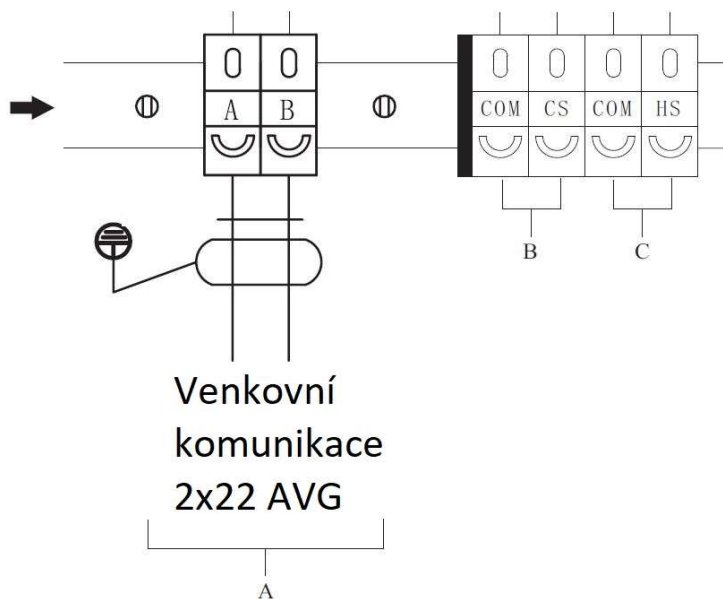 A B
COM CS COM HS
B C
Venkovní
komunikace
2x22 AVG
A